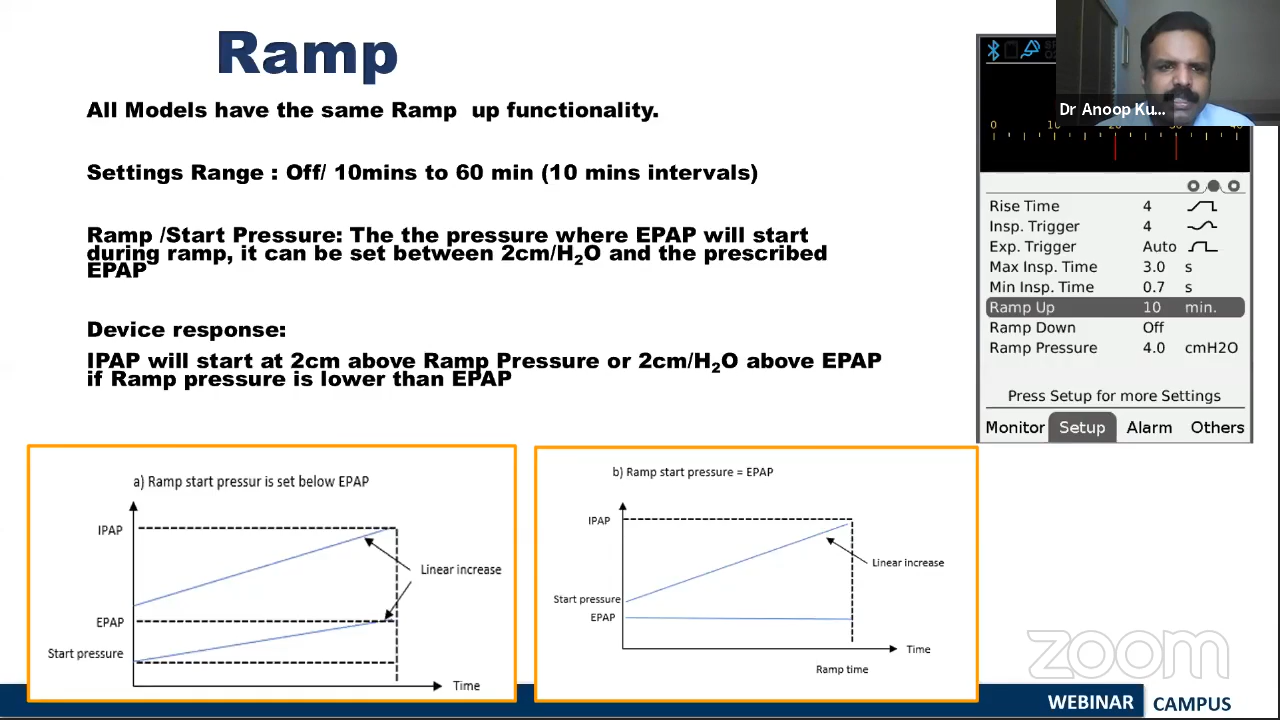 Ramp
All Models have the same Ramp  up functionality.
Settings Range : Off/ 10mins to 60 min (10 mins intervals)
Ramp /Start Pressure: The the pressure where EPAP will start
during ramp, it can be set between 2cm/H₂O and the prescribed
EPAP
Device response:
IPAP will start at 2cm above Ramp Pressure or 2cm/H₂O above EPAP
if Ramp pressure is lower than EPAP
Dr Anoop Ku...
0 10 20 30 40
Rise Time 4
Insp. Trigger 4
Exp. Trigger Auto
Max Insp. Time 3.0 s
Min Insp. Time 0.7 s
Ramp Up 10 min.
Ramp Down Off
Ramp Pressure 4.0 cmH2O
Press Setup for more Settings
Monitor Setup Alarm Others
a) Ramp start pressur is set below EPAP
IPAP
Linear increase
EPAP
Start pressure
Time
b) Ramp start pressure = EPAP
IPAP
Linear increase
Start pressure
EPAP
Time
Ramp time
zoom
WEBINAR CAMPUS